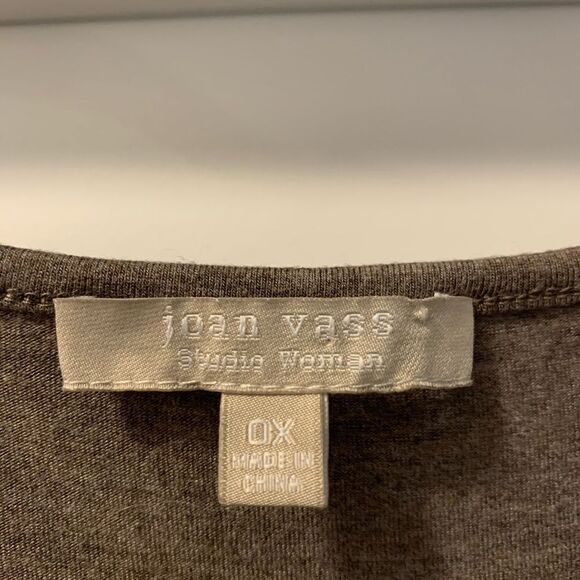 joan vass
Studio Woman
0X
MADE IN
CHINA